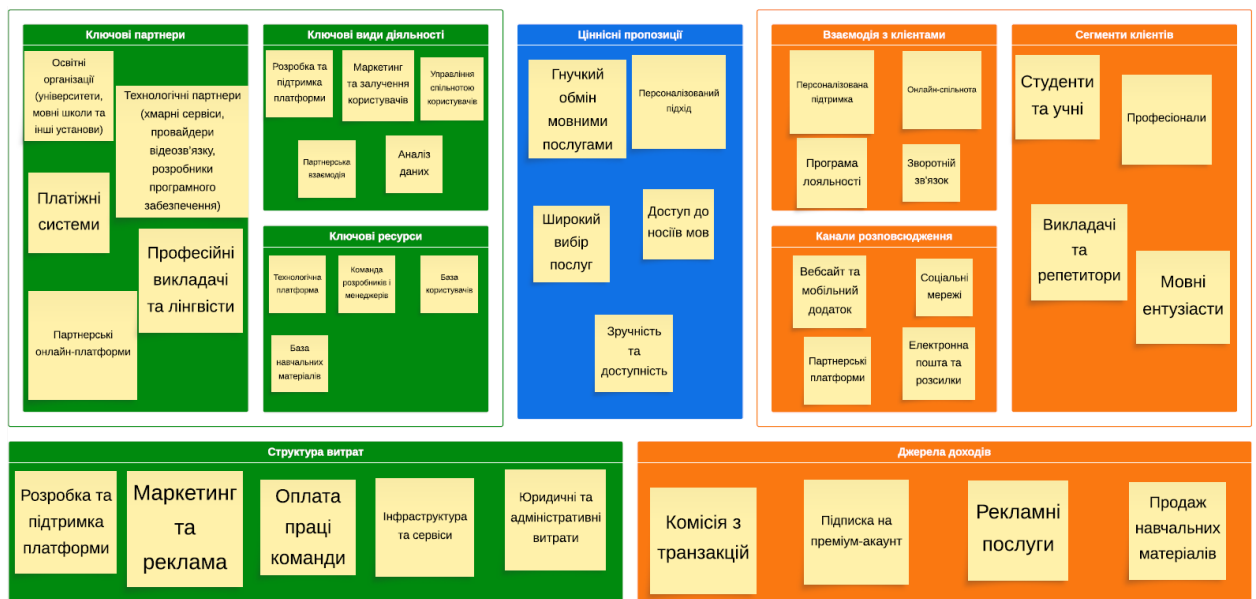 Ключові партнери
Освітні
організації
(університети,
мовні школи та
інші установи)
Технологічні партнери
(хмарні сервіси,
провайдери
відеозв'язку,
розробники
програмного
забезпечення)
Платіжні
системи
Професійні
викладачі
та лінгвісти
Партнерські
онлайн-платформи
Ключові види діяльності
Розробка та
підтримка
платформи
Маркетинг
та залучення
користувачів
Управління
спільнотою
користувачів
Партнерська
взаємодія
Аналіз
даних
Ключові ресурси
Технологічна
платформа
Команда
розробників і
менеджерів
База
користувачів
База
навчальних
матеріалів
Ціннісні пропозиції
Гнучкий
обмін
мовними
послугами
Персоналізований
підхід
Широкий
вибір
послуг
Доступ до
носіїв мов
Зручність
та
доступність
Взаємодія з клієнтами
Персоналізована
підтримка
Онлайн-спільнота
Програма
лояльності
Зворотній
зв'язок
Канали розповсюдження
Вебсайт та
мобільний
додаток
Соціальні
мережі
Партнерські
платформи
Електронна
пошта та
розсилки
Сегменти клієнтів
Студенти
та учні
Професіонали
Викладачі
та
репетитори
Мовні
ентузіасти
Структура витрат
Розробка та
підтримка
платформи
Маркетинг
та
реклама
Оплата
праці
команди
Інфраструктура
та сервіси
Юридичні та
адміністративні
витрати
Джерела доходів
Комісія з
транзакцій
Підписка на
преміум-акаунт
Рекламні
послуги
Продаж
навчальних
матеріалів